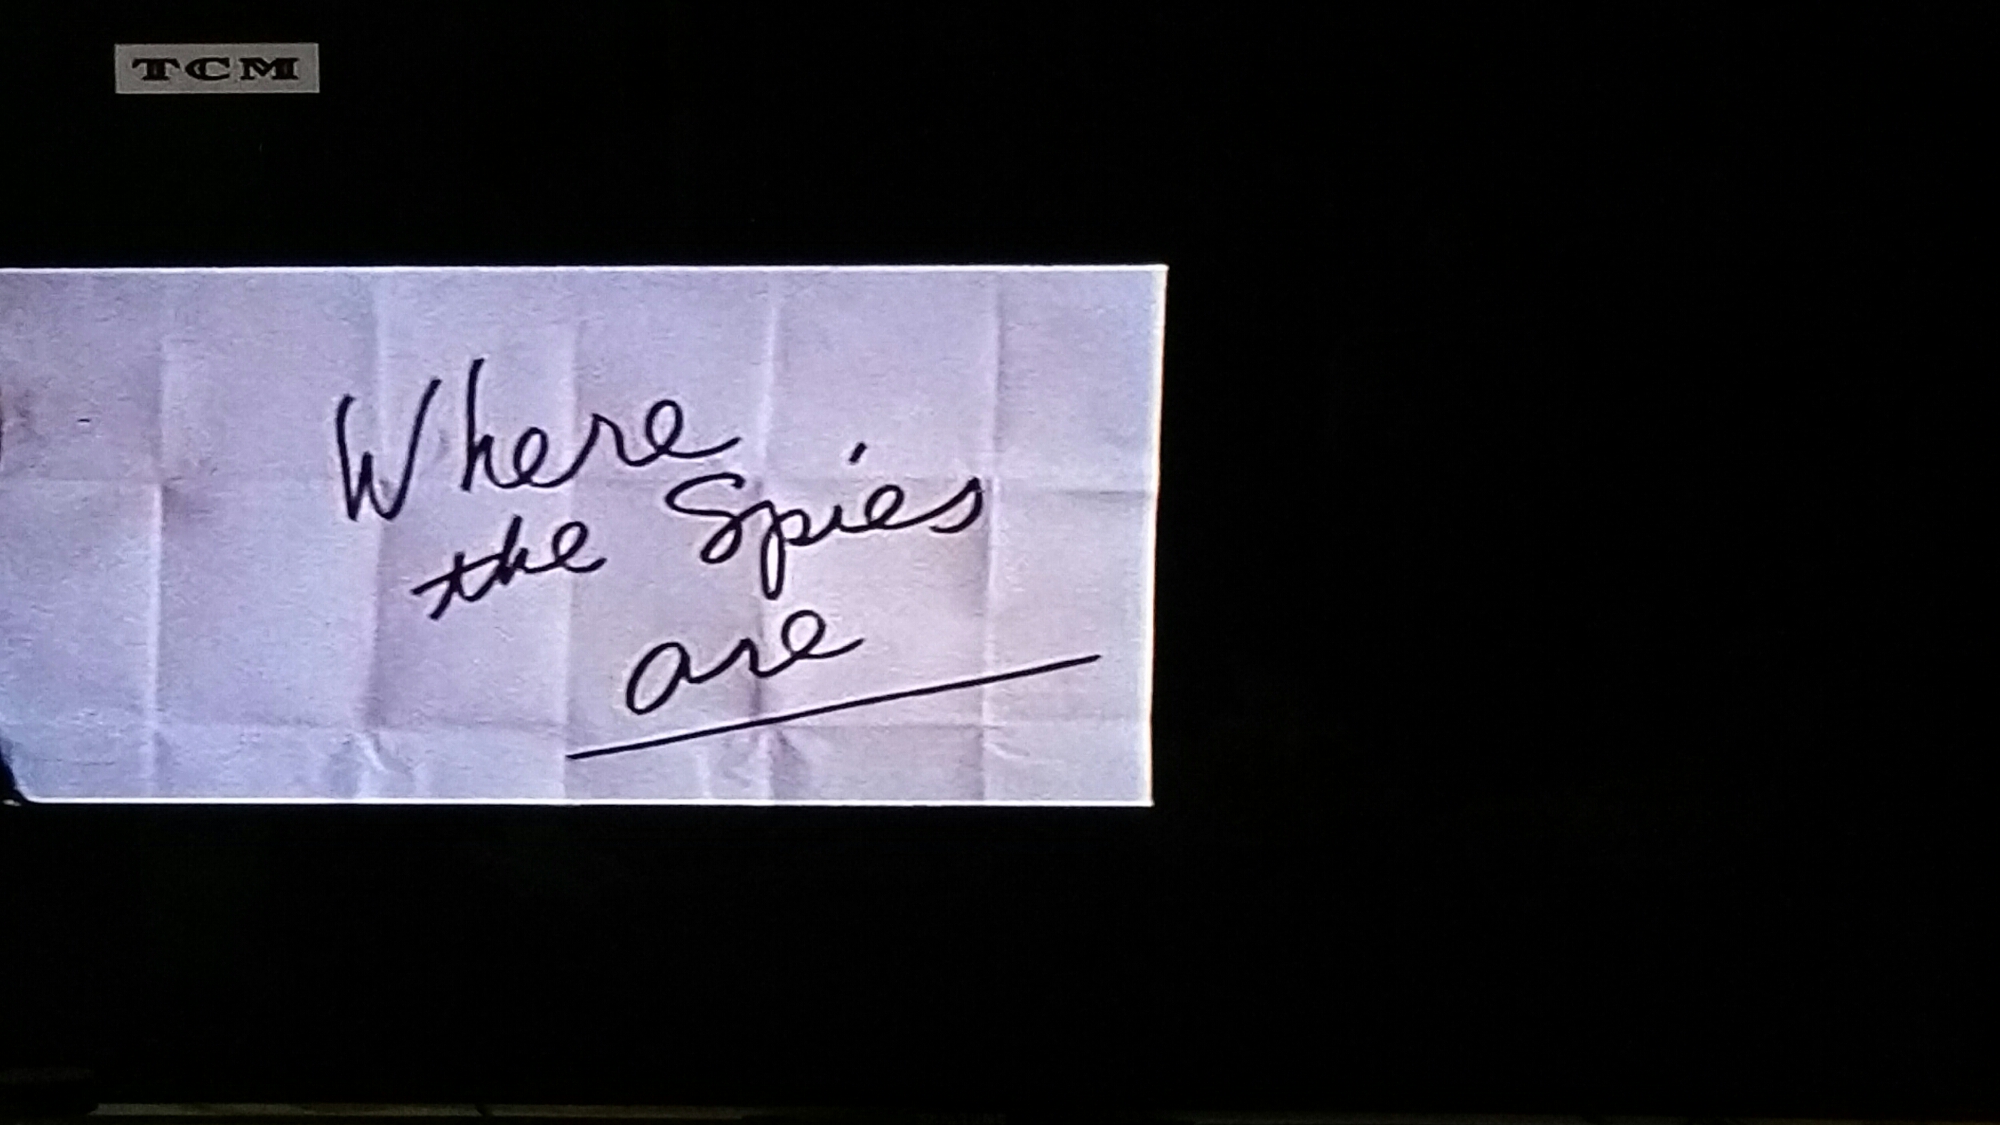 TCM
Where
the Spies
are